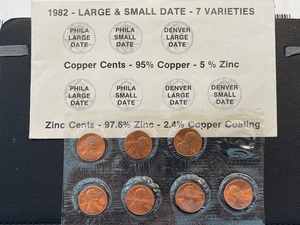 1982 - LARGE & SMALL DATE - 7 VARIETIES
PHILA LARGE DATE
PHILA SMALL DATE
DENVER LARGE DATE
Copper Cents - 95% Copper - 5 % Zinc
PHILA LARGE DATE
PHILA SMALL DATE
DENVER LARGE DATE
DENVER SMALL DATE
Zinc Cents - 97.6% Zinc - 2.4% Copper Coating